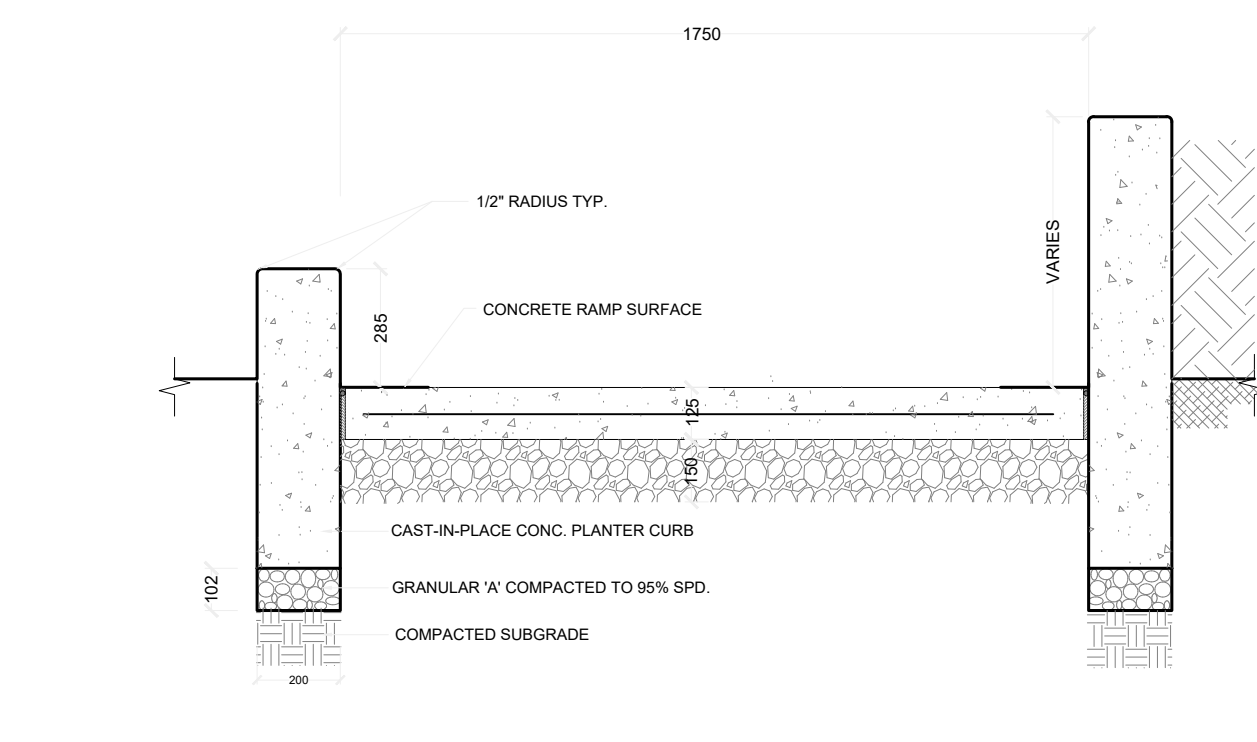 1750
1/2" RADIUS TYP.
VARIES
CONCRETE RAMP SURFACE
285
125
150
CAST-IN-PLACE CONC. PLANTER CURB
102
GRANULAR 'A' COMPACTED TO 95% SPD.
COMPACTED SUBGRADE
200